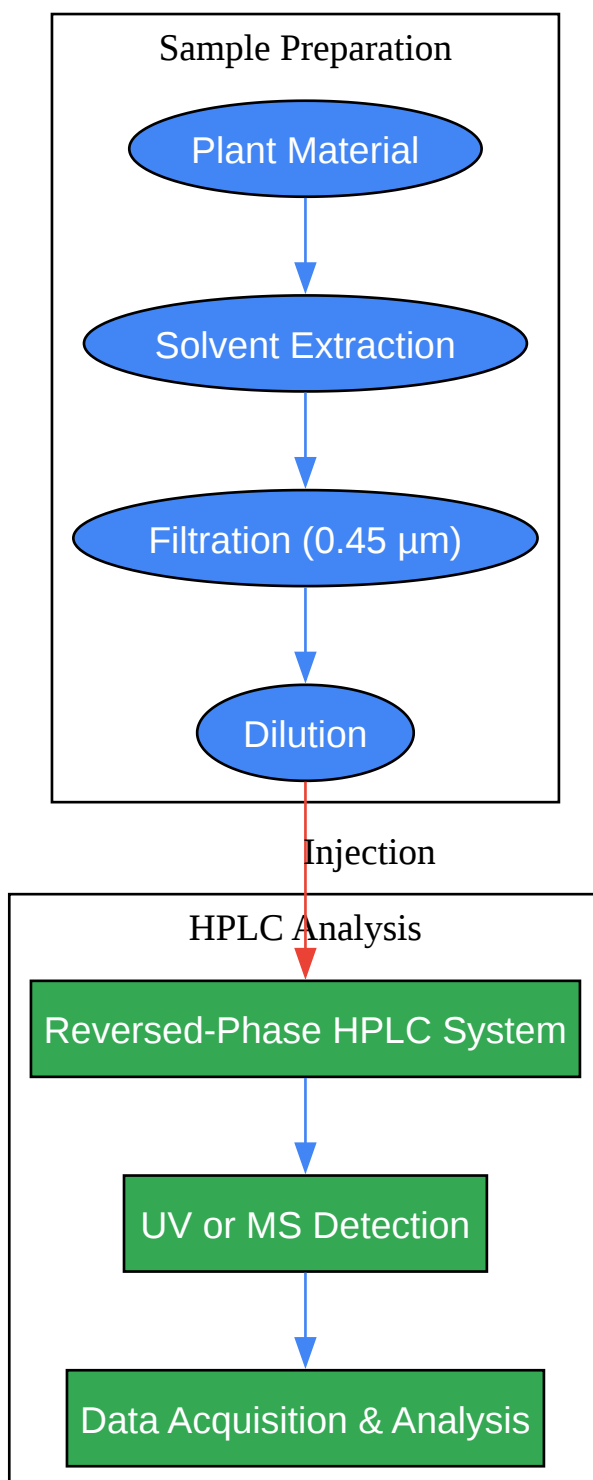 Sample Preparation
Plant Material
Solvent Extraction
Filtration (0.45 µm)
Dilution
Injection
HPLC Analysis
Reversed-Phase HPLC System
UV or MS Detection
Data Acquisition & Analysis